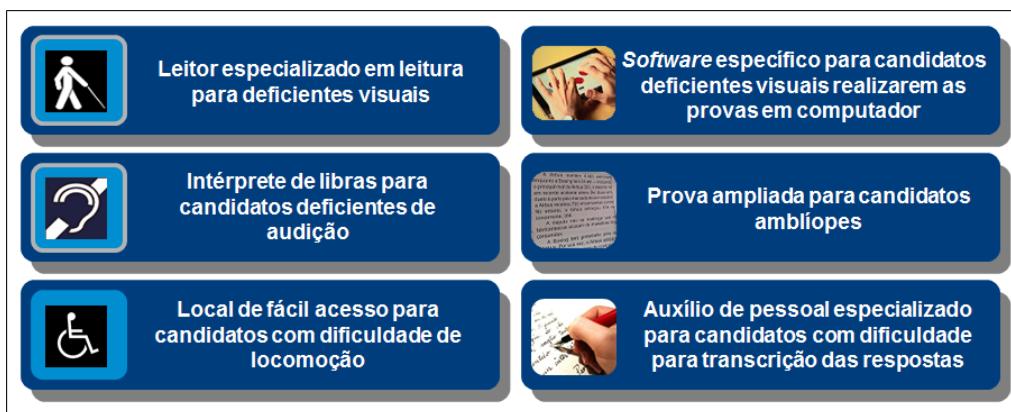 Leitor especializado em leitura
para deficientes visuais
Software específico para candidatos
deficientes visuais realizarem as
provas em computador
Intérprete de libras para
candidatos deficientes de
audição
Prova ampliada para candidatos
amblíopes
Local de fácil acesso para
candidatos com dificuldade de
locomoção
Auxílio de pessoal especializado
para candidatos com dificuldade
para transcrição das respostas